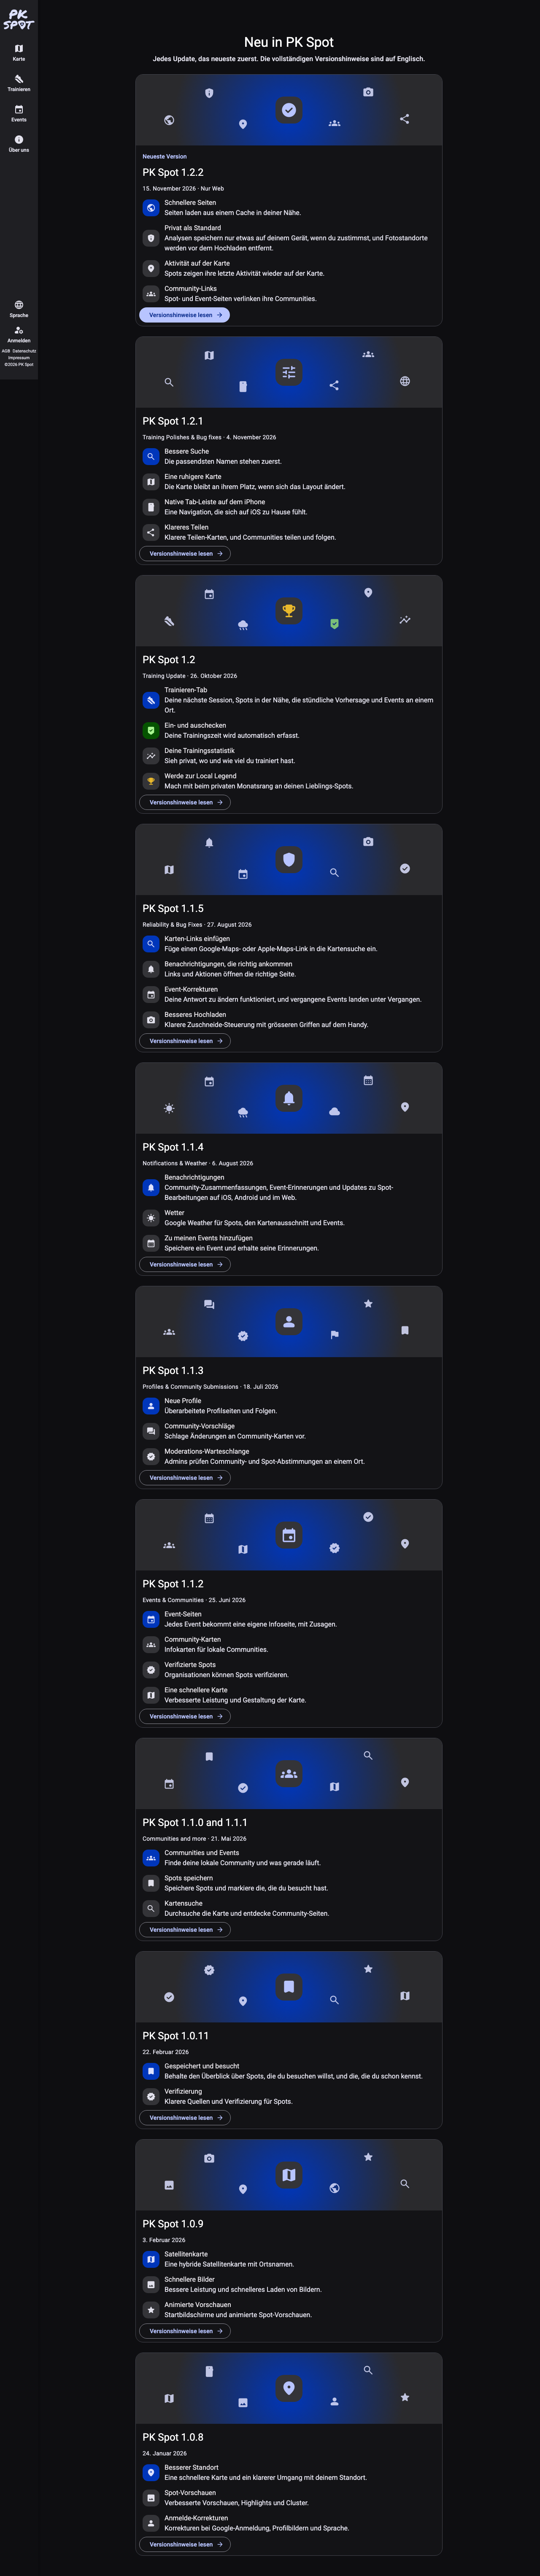 PK
SPOT
Karte
Trainieren
Events
Über uns
Sprache
Anmelden
AGB Datenschutz
Impressum
©2026 PK Spot
Neu in PK Spot
Jedes Update, das neueste zuerst. Die vollständigen Versionshinweise sind auf Englisch.
Neueste Version
PK Spot 1.2.2
15. November 2026 · Nur Web
Schnellere Seiten
Seiten laden aus einem Cache in deiner Nähe.
Privat als Standard
Analysen speichern nur etwas auf deinem Gerät, wenn du zustimmst, und Fotostandorte
werden vor dem Hochladen entfernt.
Aktivität auf der Karte
Spots zeigen ihre letzte Aktivität wieder auf der Karte.
Community-Links
Spot- und Event-Seiten verlinken ihre Communities.
Versionshinweise lesen
PK Spot 1.2.1
Training Polishes & Bug fixes · 4. November 2026
Bessere Suche
Die passendsten Namen stehen zuerst.
Eine ruhigere Karte
Die Karte bleibt an ihrem Platz, wenn sich das Layout ändert.
Native Tab-Leiste auf dem iPhone
Eine Navigation, die sich auf iOS zu Hause fühlt.
Klareres Teilen
Klarere Teilen-Karten, und Communities teilen und folgen.
Versionshinweise lesen
PK Spot 1.2
Training Update · 26. Oktober 2026
Trainieren-Tab
Deine nächste Session, Spots in der Nähe, die stündliche Vorhersage und Events an einem
Ort.
Ein- und auschecken
Deine Trainingszeit wird automatisch erfasst.
Deine Trainingsstatistik
Sieh privat, wo und wie viel du trainiert hast.
Werde zur Local Legend
Mach mit beim privaten Monatsrang an deinen Lieblings-Spots.
Versionshinweise lesen
PK Spot 1.1.5
Reliability & Bug Fixes · 27. August 2026
Karten-Links einfügen
Füge einen Google-Maps- oder Apple-Maps-Link in die Kartensuche ein.
Benachrichtigungen, die richtig ankommen
Links und Aktionen öffnen die richtige Seite.
Event-Korrekturen
Deine Antwort zu ändern funktioniert, und vergangene Events landen unter Vergangen.
Besseres Hochladen
Klarere Zuschneide-Steuerung mit grösseren Griffen auf dem Handy.
Versionshinweise lesen
PK Spot 1.1.4
Notifications & Weather · 6. August 2026
Benachrichtigungen
Community-Zusammenfassungen, Event-Erinnerungen und Updates zu Spot-
Bearbeitungen auf iOS, Android und im Web.
Wetter
Google Weather für Spots, den Kartenausschnitt und Events.
Zu meinen Events hinzufügen
Speichere ein Event und erhalte seine Erinnerungen.
Versionshinweise lesen
PK Spot 1.1.3
Profiles & Community Submissions · 18. Juli 2026
Neue Profile
Überarbeitete Profilseiten und Folgen.
Community-Vorschläge
Schlage Änderungen an Community-Karten vor.
Moderations-Warteschlange
Admins prüfen Community- und Spot-Abstimmungen an einem Ort.
Versionshinweise lesen
PK Spot 1.1.2
Events & Communities · 25. Juni 2026
Event-Seiten
Jedes Event bekommt eine eigene Infoseite, mit Zusagen.
Community-Karten
Infokarten für lokale Communities.
Verifizierte Spots
Organisationen können Spots verifizieren.
Eine schnellere Karte
Verbesserte Leistung und Gestaltung der Karte.
Versionshinweise lesen
PK Spot 1.1.0 and 1.1.1
Communities and more · 21. Mai 2026
Communities und Events
Finde deine lokale Community und was gerade läuft.
Spots speichern
Speichere Spots und markiere die, die du besucht hast.
Kartensuche
Durchsuche die Karte und entdecke Community-Seiten.
Versionshinweise lesen
PK Spot 1.0.11
22. Februar 2026
Gespeichert und besucht
Behalte den Überblick über Spots, die du besuchen willst, und die, die du schon kennst.
Verifizierung
Klarere Quellen und Verifizierung für Spots.
Versionshinweise lesen
PK Spot 1.0.9
3. Februar 2026
Satellitenkarte
Eine hybride Satellitenkarte mit Ortsnamen.
Schnellere Bilder
Bessere Leistung und schnelleres Laden von Bildern.
Animierte Vorschauen
Startbildschirme und animierte Spot-Vorschauen.
Versionshinweise lesen
PK Spot 1.0.8
24. Januar 2026
Besserer Standort
Eine schnellere Karte und ein klarerer Umgang mit deinem Standort.
Spot-Vorschauen
Verbesserte Vorschauen, Highlights und Cluster.
Anmelde-Korrekturen
Korrekturen bei Google-Anmeldung, Profilbildern und Sprache.
Versionshinweise lesen